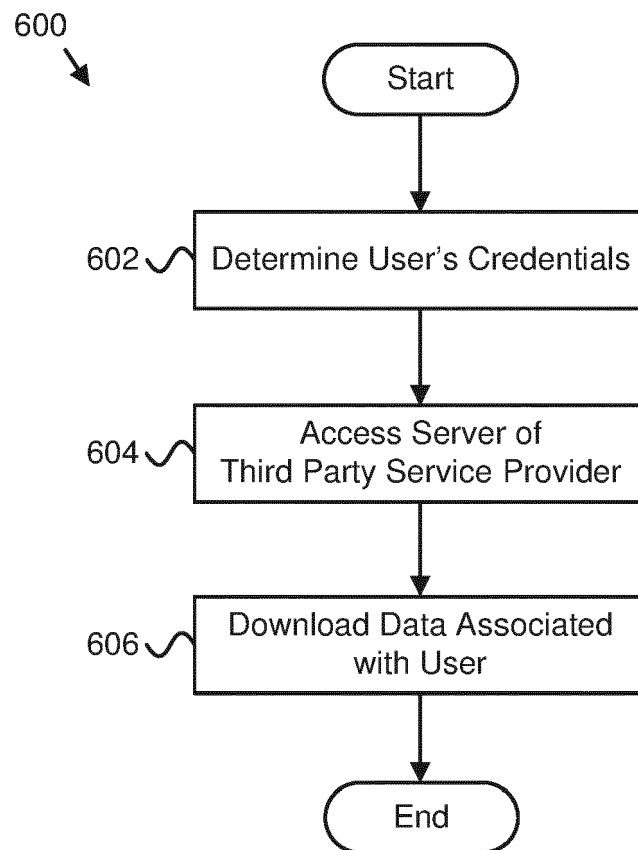 600
Start
602
Determine User's Credentials
604
Access Server of
Third Party Service Provider
606
Download Data Associated
with User
End